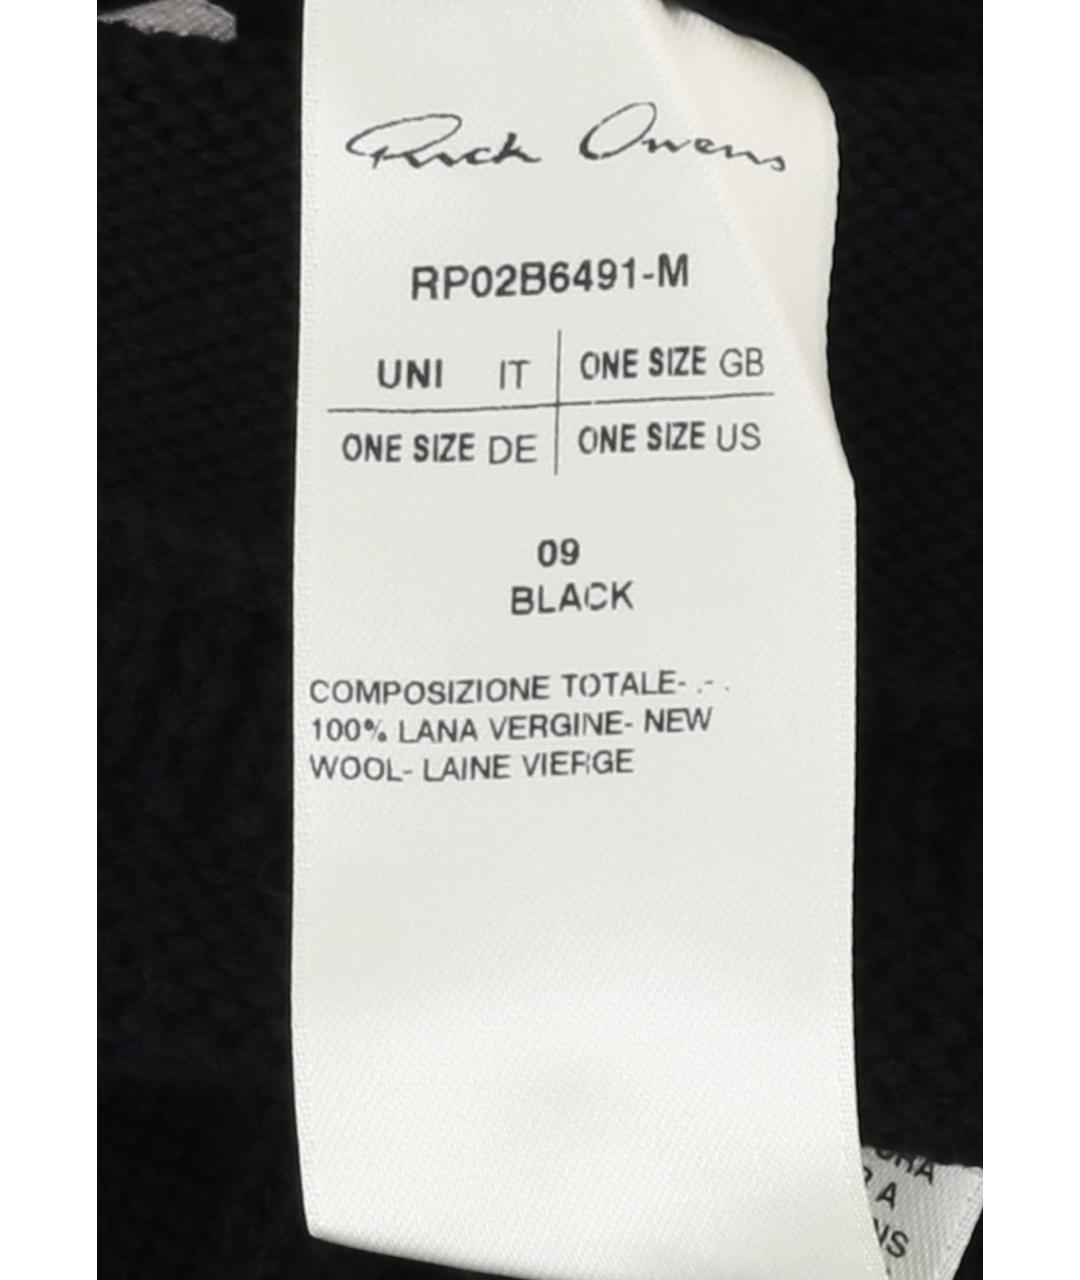 Rick Owens
RP02B6491-M
UNI IT ONE SIZE GB
ONE SIZE DE ONE SIZE US
09
BLACK
COMPOSIZIONE TOTALE- .- .
100% LANA VERGINE- NEW
WOOL- LAINE VIERGE
A